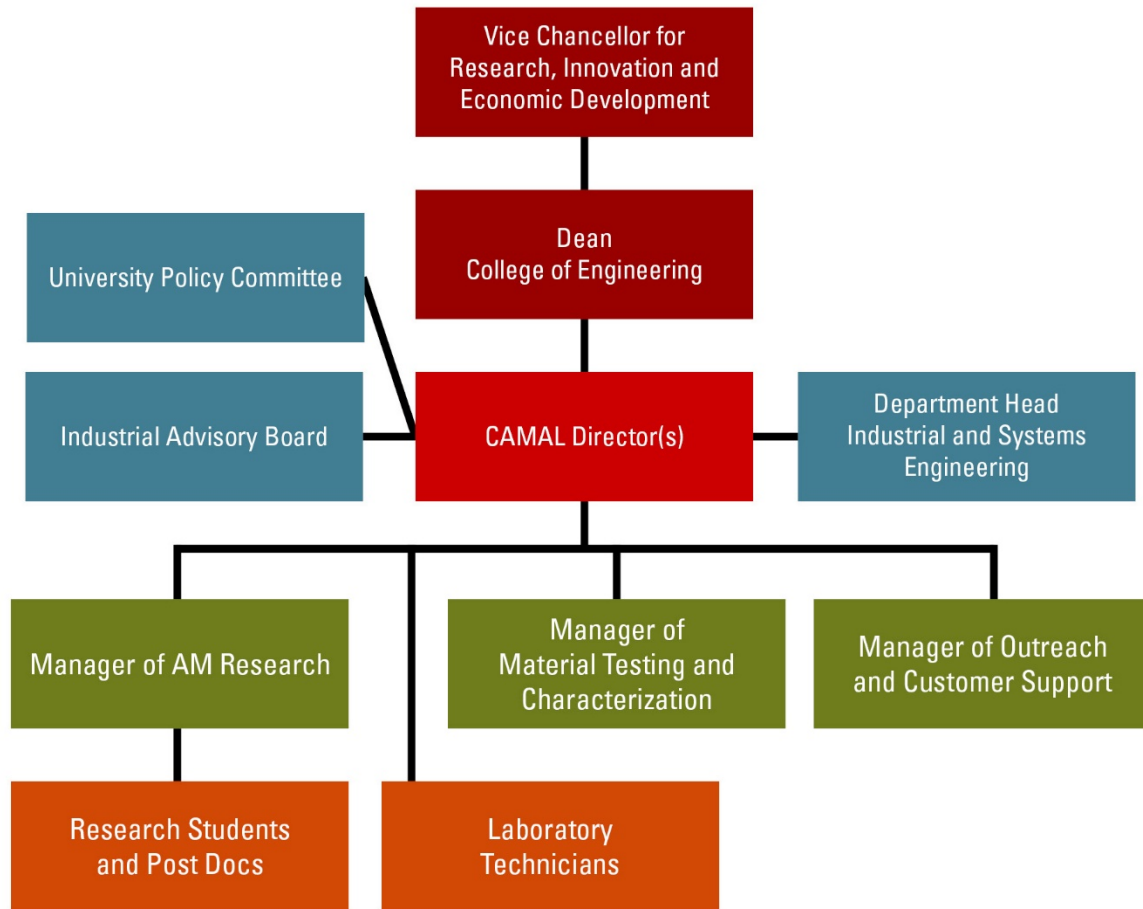 Vice Chancellor for
Research, Innovation and
Economic Development
Dean
College of Engineering
University Policy Committee
Industrial Advisory Board
CAMAL Director(s)
Department Head
Industrial and Systems
Engineering
Manager of AM Research
Manager of
Material Testing and
Characterization
Manager of Outreach
and Customer Support
Research Students
and Post Docs
Laboratory
Technicians